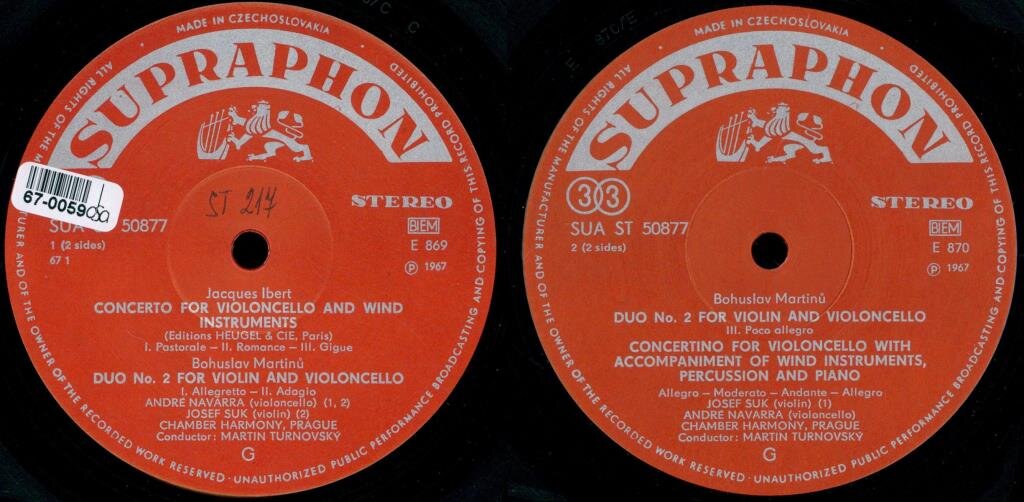 MADE IN CZECHOSLOVAKIA
ALL RIGHTS OF THE MANUFACTURER AND OF THE OWNER OF THE RECORDED WORK RESERVED · UNAUTHORIZED PUBLIC PERFORMANCE BROADCASTING AND COPYING OF THIS RECORD PROHIBITED
SUPRAPHON
67-0059
ST 217
STEREO
SUA ST 50877
BIEM
1 (2 sides)
E 869
67 1
Ⓟ 1967
Jacques Ibert
CONCERTO FOR VIOLONCELLO AND WIND
INSTRUMENTS
(Editions HEUGEL & CIE, Paris)
I. Pastorale – II. Romance – III. Gigue
Bohuslav Martinů
DUO No. 2 FOR VIOLIN AND VIOLONCELLO
I. Allegretto – II. Adagio
ANDRÉ NAVARRA (violoncello) (1, 2)
JOSEF SUK (violin) (2)
CHAMBER HARMONY, PRAGUE
Conductor: MARTIN TURNOVSKÝ
G
MADE IN CZECHOSLOVAKIA
ALL RIGHTS OF THE MANUFACTURER AND OF THE OWNER OF THE RECORDED WORK RESERVED · UNAUTHORIZED PUBLIC PERFORMANCE BROADCASTING AND COPYING OF THIS RECORD PROHIBITED
SUPRAPHON
33
STEREO
SUA ST 50877
BIEM
2 (2 sides)
E 870
Ⓟ 1967
Bohuslav Martinů
DUO No. 2 FOR VIOLIN AND VIOLONCELLO
III. Poco allegro
CONCERTINO FOR VIOLONCELLO WITH
ACCOMPANIMENT OF WIND INSTRUMENTS,
PERCUSSION AND PIANO
Allegro – Moderato – Andante – Allegro
JOSEF SUK (violin) (1)
ANDRÉ NAVARRA (violoncello)
CHAMBER HARMONY, PRAGUE
Conductor: MARTIN TURNOVSKÝ
G